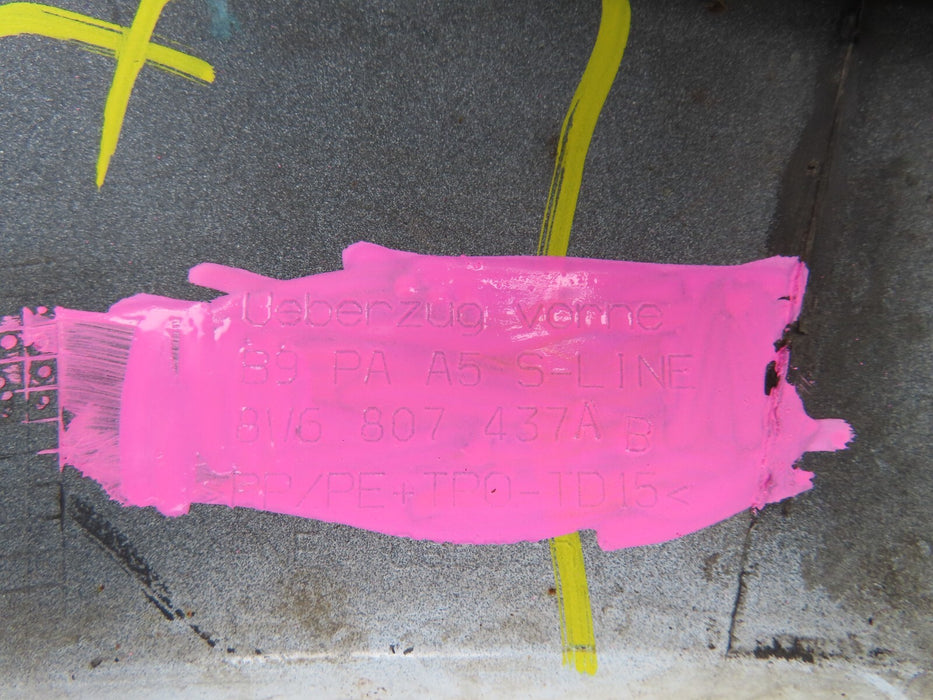 Ueberzug vorne
B9 PA A5 S-LINE
8W6 807 437A B
>PP/PE+TPO-TD15<